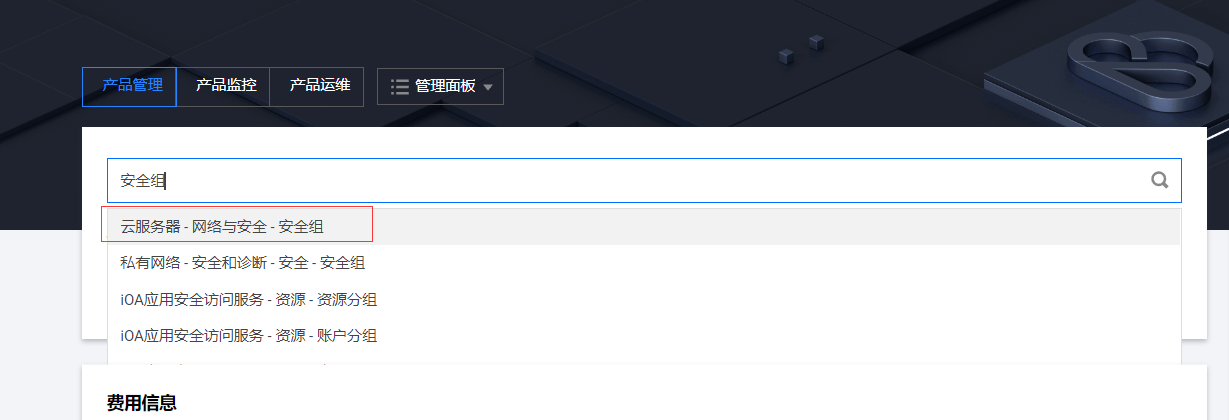 产品管理 产品监控 产品运维 管理面板
安全组
云服务器 - 网络与安全 - 安全组
私有网络 - 安全和诊断 - 安全 - 安全组
iOA应用安全访问服务 - 资源 - 资源分组
iOA应用安全访问服务 - 资源 - 账户分组
费用信息